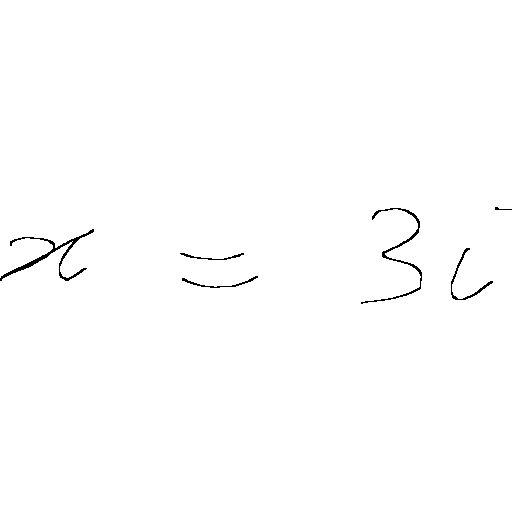 x = 3i